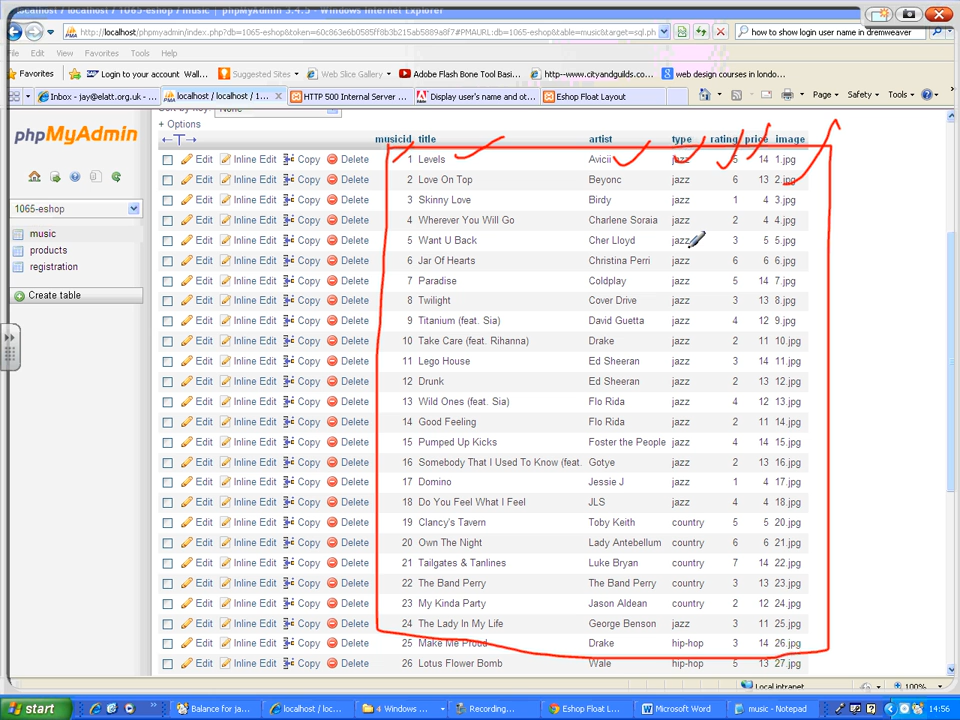 localhost / localhost / 1065-eshop / music | phpMyAdmin 3.4.5 - Windows Internet Explorer
http://localhost/phpmyadmin/index.php?db=1065-eshop&token=60c863e6b0585ff8b3b215ab5889a8f7#PMAURL:db=1065-eshop&table=music&target=sql.ph
how to show login user name in dremweaver
File Edit View Favorites Tools Help
Favorites Login to your account Wall... Suggested Sites Web Slice Gallery Adobe Flash Bone Tool Basi... http--www.cityandguilds.com... web design courses in londo...
Inbox - jay@elatt.org.uk - ... localhost / localhost / 1... HTTP 500 Internal Server ... Display user's name and ot... Eshop Float Layout Page Safety Tools
phpMyAdmin
1065-eshop
music
products
registration
Create table
Sort by key: None
+ Options
musicid title artist type rating price image
Edit Inline Edit Copy Delete 1 Levels Avicii jazz 5 14 1.jpg
Edit Inline Edit Copy Delete 2 Love On Top Beyonc jazz 6 13 2.jpg
Edit Inline Edit Copy Delete 3 Skinny Love Birdy jazz 1 4 3.jpg
Edit Inline Edit Copy Delete 4 Wherever You Will Go Charlene Soraia jazz 2 4 4.jpg
Edit Inline Edit Copy Delete 5 Want U Back Cher Lloyd jazz 3 5 5.jpg
Edit Inline Edit Copy Delete 6 Jar Of Hearts Christina Perri jazz 6 6 6.jpg
Edit Inline Edit Copy Delete 7 Paradise Coldplay jazz 5 14 7.jpg
Edit Inline Edit Copy Delete 8 Twilight Cover Drive jazz 3 13 8.jpg
Edit Inline Edit Copy Delete 9 Titanium (feat. Sia) David Guetta jazz 4 12 9.jpg
Edit Inline Edit Copy Delete 10 Take Care (feat. Rihanna) Drake jazz 2 11 10.jpg
Edit Inline Edit Copy Delete 11 Lego House Ed Sheeran jazz 3 14 11.jpg
Edit Inline Edit Copy Delete 12 Drunk Ed Sheeran jazz 2 13 12.jpg
Edit Inline Edit Copy Delete 13 Wild Ones (feat. Sia) Flo Rida jazz 4 12 13.jpg
Edit Inline Edit Copy Delete 14 Good Feeling Flo Rida jazz 2 11 14.jpg
Edit Inline Edit Copy Delete 15 Pumped Up Kicks Foster the People jazz 4 14 15.jpg
Edit Inline Edit Copy Delete 16 Somebody That I Used To Know (feat. Gotye jazz 2 13 16.jpg
Edit Inline Edit Copy Delete 17 Domino Jessie J jazz 1 4 17.jpg
Edit Inline Edit Copy Delete 18 Do You Feel What I Feel JLS jazz 4 4 18.jpg
Edit Inline Edit Copy Delete 19 Clancy's Tavern Toby Keith country 5 5 20.jpg
Edit Inline Edit Copy Delete 20 Own The Night Lady Antebellum country 6 6 21.jpg
Edit Inline Edit Copy Delete 21 Tailgates & Tanlines Luke Bryan country 7 14 22.jpg
Edit Inline Edit Copy Delete 22 The Band Perry The Band Perry country 3 13 23.jpg
Edit Inline Edit Copy Delete 23 My Kinda Party Jason Aldean country 2 12 24.jpg
Edit Inline Edit Copy Delete 24 The Lady In My Life George Benson country 3 11 25.jpg
Edit Inline Edit Copy Delete 25 Make Me Proud Drake hip-hop 3 14 26.jpg
Edit Inline Edit Copy Delete 26 Lotus Flower Bomb Wale hip-hop 5 13 27.jpg
Local intranet 100%
start Balance for ja... localhost / loc... 4 Windows ... Recording... Eshop Float L... Microsoft Word music - Notepad 14:56